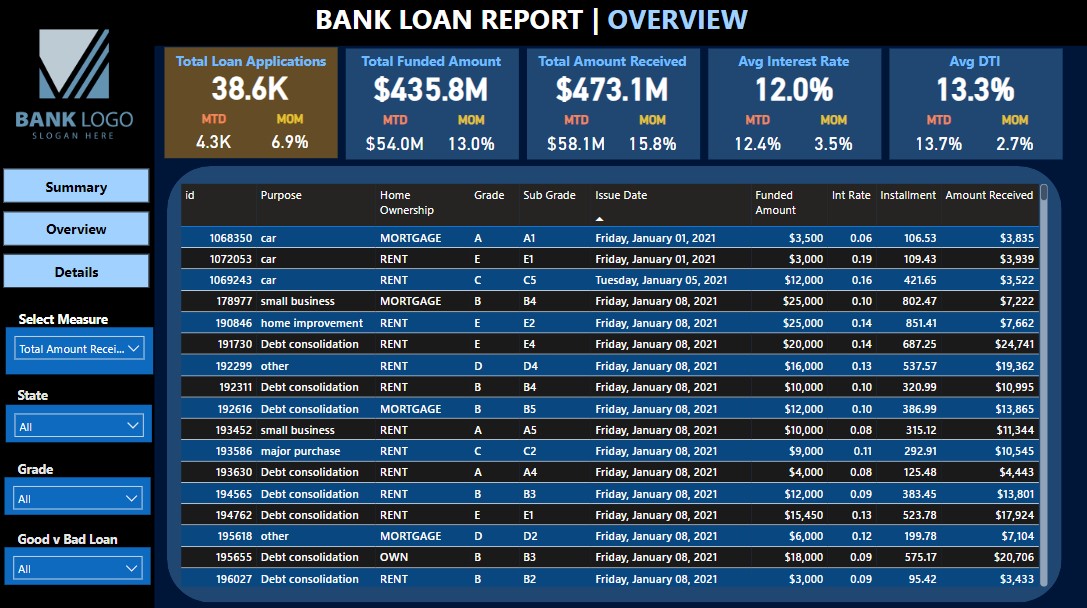 BANK LOAN REPORT | OVERVIEW
BANK LOGO
SLOGAN HERE
Total Loan Applications
38.6K
MTD MOM
4.3K 6.9%
Total Funded Amount
$435.8M
MTD MOM
$54.0M 13.0%
Total Amount Received
$473.1M
MTD MOM
$58.1M 15.8%
Avg Interest Rate
12.0%
MTD MOM
12.4% 3.5%
Avg DTI
13.3%
MTD MOM
13.7% 2.7%
Summary
Overview
Details
Select Measure
Total Amount Recei...
State
All
Grade
All
Good v Bad Loan
All
id Purpose Home Ownership Grade Sub Grade Issue Date Funded Amount Int Rate Installment Amount Received
1068350 car MORTGAGE A A1 Friday, January 01, 2021 $3,500 0.06 106.53 $3,835
1072053 car RENT E E1 Friday, January 01, 2021 $3,000 0.19 109.43 $3,939
1069243 car RENT C C5 Tuesday, January 05, 2021 $12,000 0.16 421.65 $3,522
178977 small business MORTGAGE B B4 Friday, January 08, 2021 $25,000 0.10 802.47 $7,222
190846 home improvement RENT E E2 Friday, January 08, 2021 $25,000 0.14 851.41 $7,662
191730 Debt consolidation RENT E E4 Friday, January 08, 2021 $20,000 0.14 687.25 $24,741
192299 other RENT D D4 Friday, January 08, 2021 $16,000 0.13 537.57 $19,362
192311 Debt consolidation RENT B B4 Friday, January 08, 2021 $10,000 0.10 320.99 $10,995
192616 Debt consolidation MORTGAGE B B5 Friday, January 08, 2021 $12,000 0.10 386.99 $13,865
193452 small business RENT A A5 Friday, January 08, 2021 $10,000 0.08 315.12 $11,344
193586 major purchase RENT C C2 Friday, January 08, 2021 $9,000 0.11 292.91 $10,545
193630 Debt consolidation RENT A A4 Friday, January 08, 2021 $4,000 0.08 125.48 $4,443
194565 Debt consolidation RENT B B3 Friday, January 08, 2021 $12,000 0.09 383.45 $13,801
194762 Debt consolidation RENT E E1 Friday, January 08, 2021 $15,450 0.13 523.78 $17,924
195618 other MORTGAGE D D2 Friday, January 08, 2021 $6,000 0.12 199.78 $7,104
195655 Debt consolidation OWN B B3 Friday, January 08, 2021 $18,000 0.09 575.17 $20,706
196027 Debt consolidation RENT B B2 Friday, January 08, 2021 $3,000 0.09 95.42 $3,433